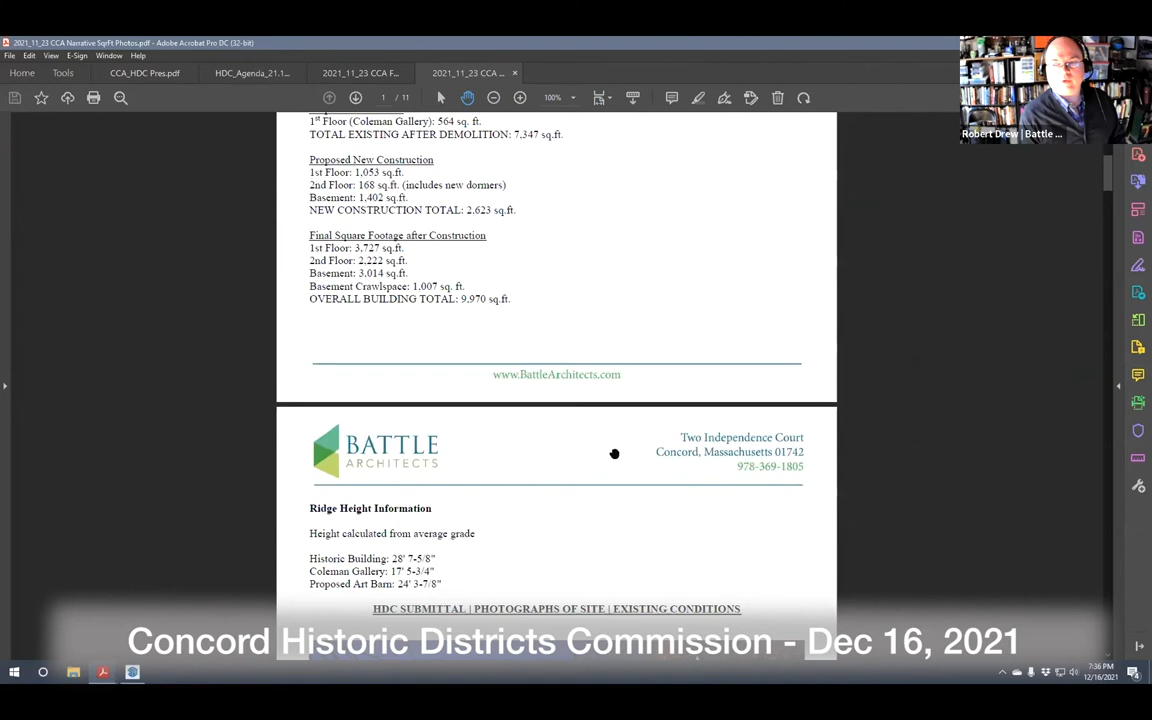 2021_11_23 CCA Narrative SqrFt Photos.pdf - Adobe Acrobat Pro DC (32-bit)
File Edit View E-Sign Window Help
Home Tools CCA_HDC Pres.pdf HDC_Agenda_21.1... 2021_11_23 CCA F... 2021_11_23 CCA ... ×
1 / 11 100%
Robert Drew | Battle ...
1st Floor (Coleman Gallery): 564 sq. ft.
TOTAL EXISTING AFTER DEMOLITION: 7,347 sq.ft.
Proposed New Construction
1st Floor: 1,053 sq.ft.
2nd Floor: 168 sq.ft. (includes new dormers)
Basement: 1,402 sq.ft.
NEW CONSTRUCTION TOTAL: 2,623 sq.ft.
Final Square Footage after Construction
1st Floor: 3,727 sq.ft.
2nd Floor: 2,222 sq.ft.
Basement: 3,014 sq.ft.
Basement Crawlspace: 1,007 sq. ft.
OVERALL BUILDING TOTAL: 9,970 sq.ft.
www.BattleArchitects.com
BATTLE
ARCHITECTS
Two Independence Court
Concord, Massachusetts 01742
978-369-1805
Ridge Height Information
Height calculated from average grade
Historic Building: 28' 7-5/8"
Coleman Gallery: 17' 5-3/4"
Proposed Art Barn: 24' 3-7/8"
HDC SUBMITTAL | PHOTOGRAPHS OF SITE | EXISTING CONDITIONS
Concord Historic Districts Commission - Dec 16, 2021
7:36 PM
12/16/2021